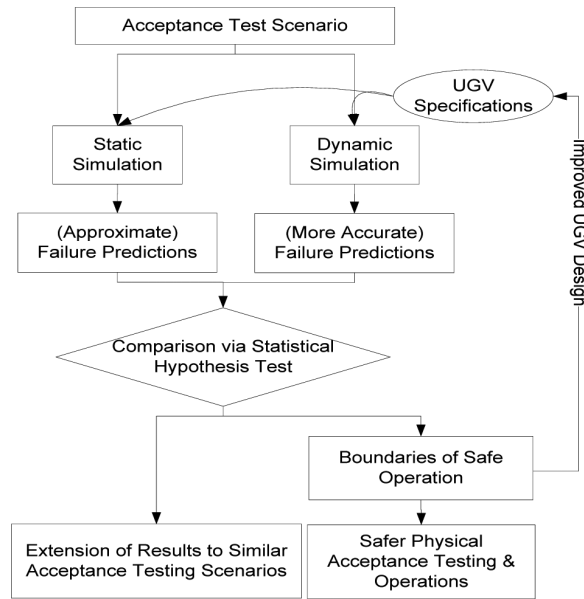 Acceptance Test Scenario
UGV
Specifications
Static
Simulation
Dynamic
Simulation
(Approximate)
Failure Predictions
(More Accurate)
Failure Predictions
Improved UGV Design
Comparison via Statistical
Hypothesis Test
Boundaries of Safe
Operation
Extension of Results to Similar
Acceptance Testing Scenarios
Safer Physical
Acceptance Testing &
Operations